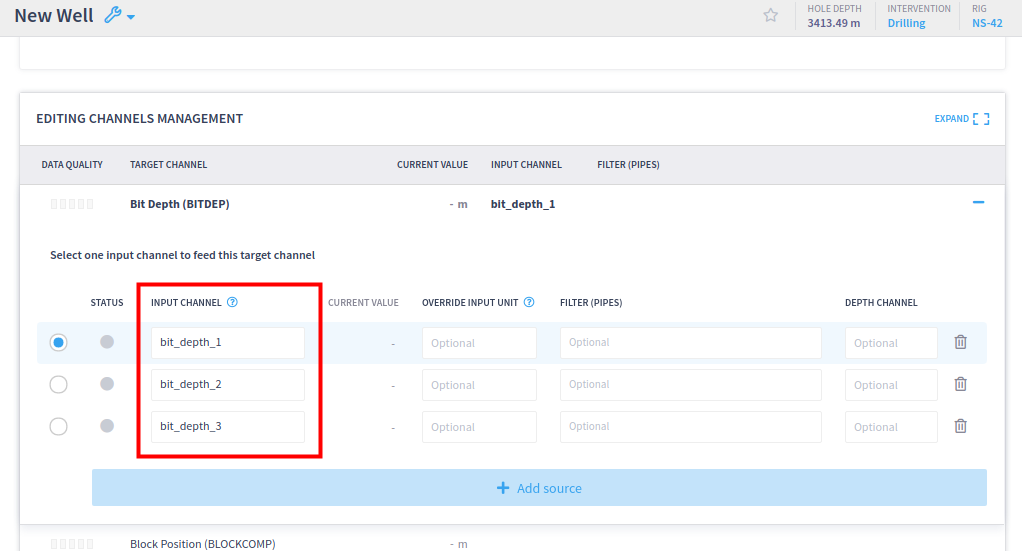 New Well
HOLE DEPTH
3413.49 m
INTERVENTION
Drilling
RIG
NS-42
EDITING CHANNELS MANAGEMENT
EXPAND
DATA QUALITY TARGET CHANNEL CURRENT VALUE INPUT CHANNEL FILTER (PIPES)
Bit Depth (BITDEP) - m bit_depth_1
Select one input channel to feed this target channel
STATUS INPUT CHANNEL ? CURRENT VALUE OVERRIDE INPUT UNIT ? FILTER (PIPES) DEPTH CHANNEL
bit_depth_1 - Optional Optional Optional
bit_depth_2 - Optional Optional Optional
bit_depth_3 - Optional Optional Optional
+ Add source
Block Position (BLOCKCOMP) - m